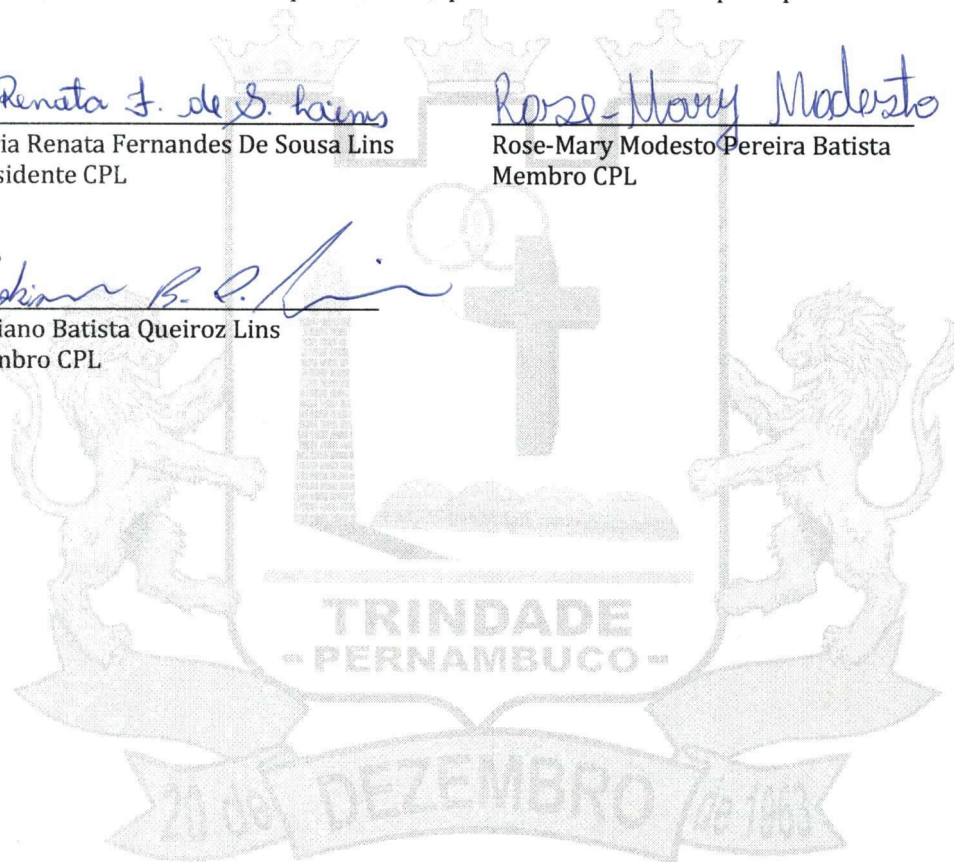 Renata F. de S. Lins
ia Renata Fernandes De Sousa Lins
sidente CPL
Rose-Mary Modesto
Rose-Mary Modesto Pereira Batista
Membro CPL
B. Q.
iano Batista Queiroz Lins
nbro CPL
TRINDADE
- PERNAMBUCO -
20 de DEZEMBRO de 1963